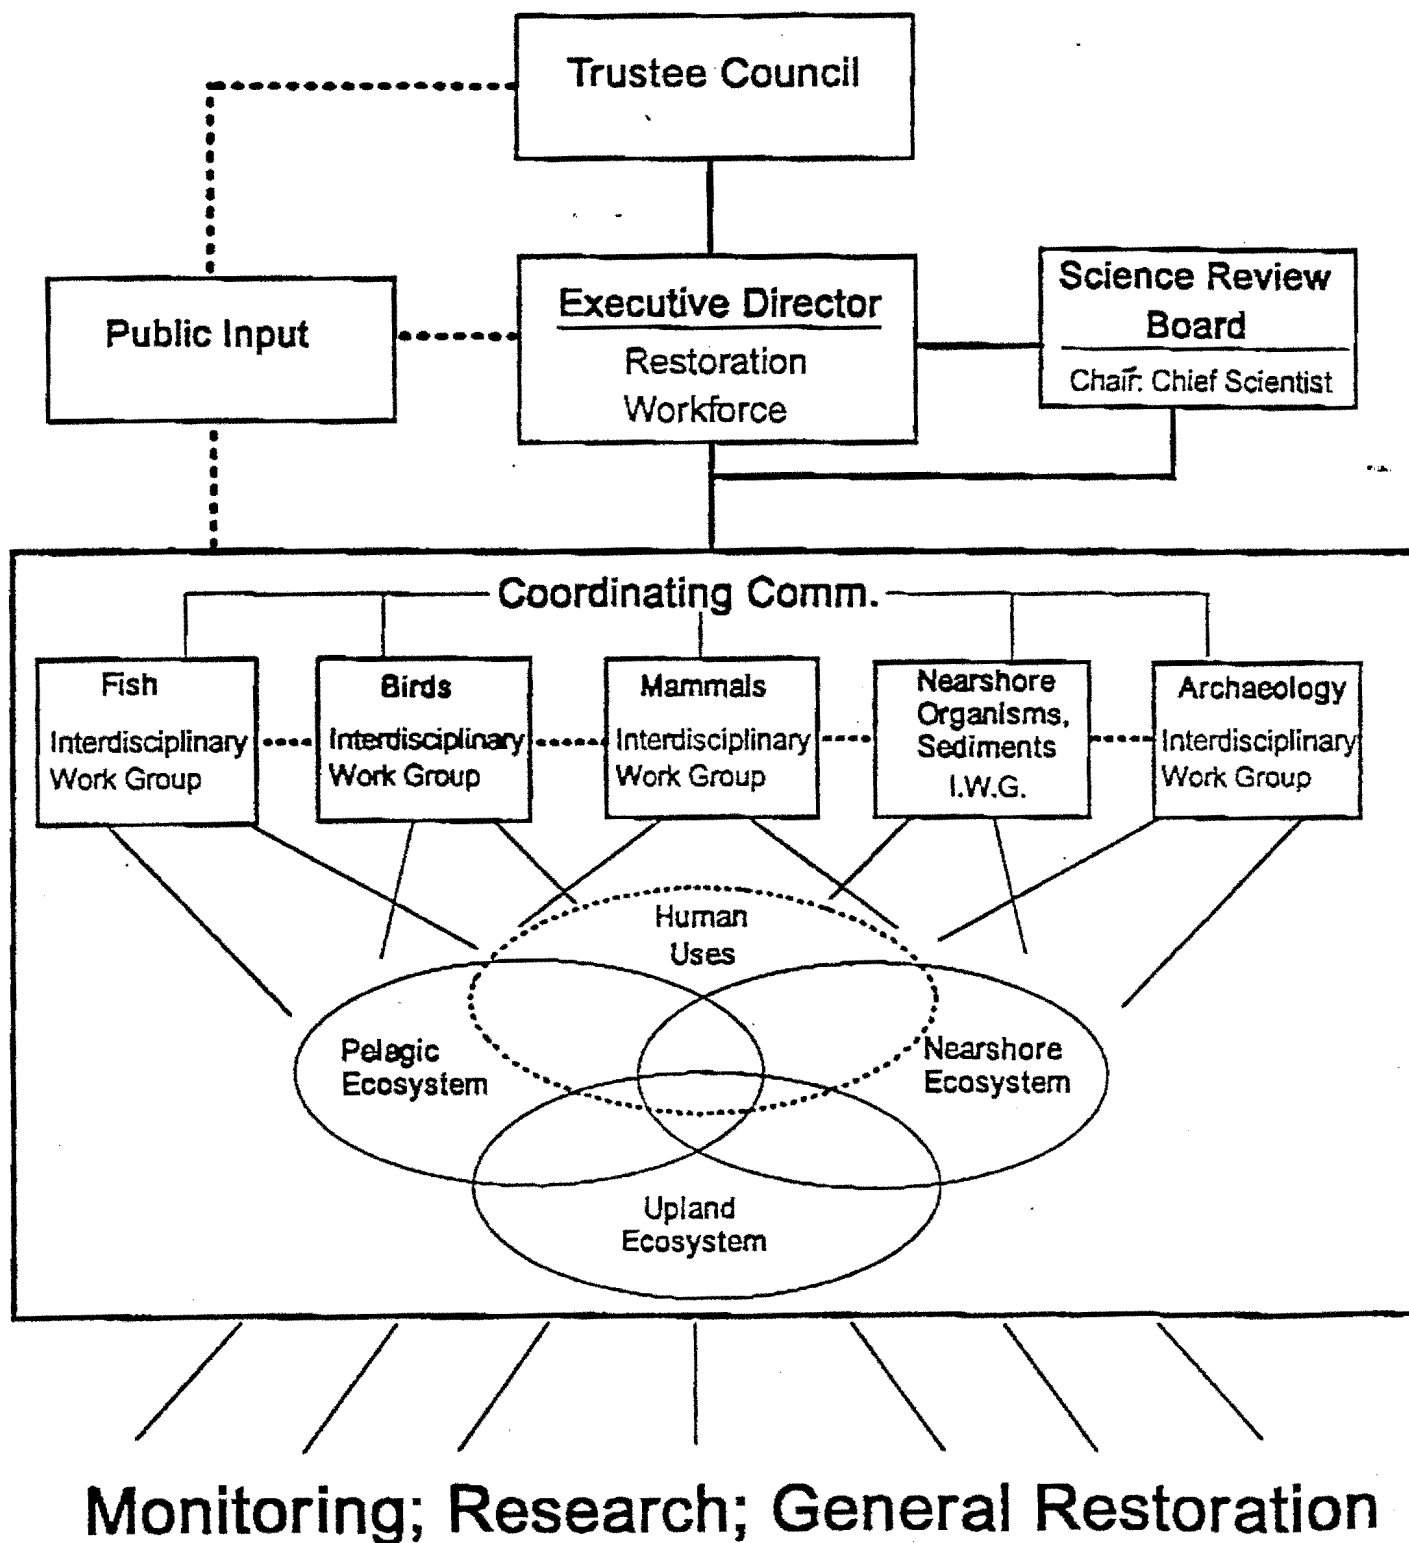 Trustee Council
Public Input
Executive Director
Restoration
Workforce
Science Review
Board
Chair: Chief Scientist
Coordinating Comm.
Fish
Interdisciplinary
Work Group
Birds
Interdisciplinary
Work Group
Mammals
Interdisciplinary
Work Group
Nearshore
Organisms,
Sediments
I.W.G.
Archaeology
Interdisciplinary
Work Group
Human
Uses
Pelagic
Ecosystem
Nearshore
Ecosystem
Upland
Ecosystem
Monitoring; Research; General Restoration